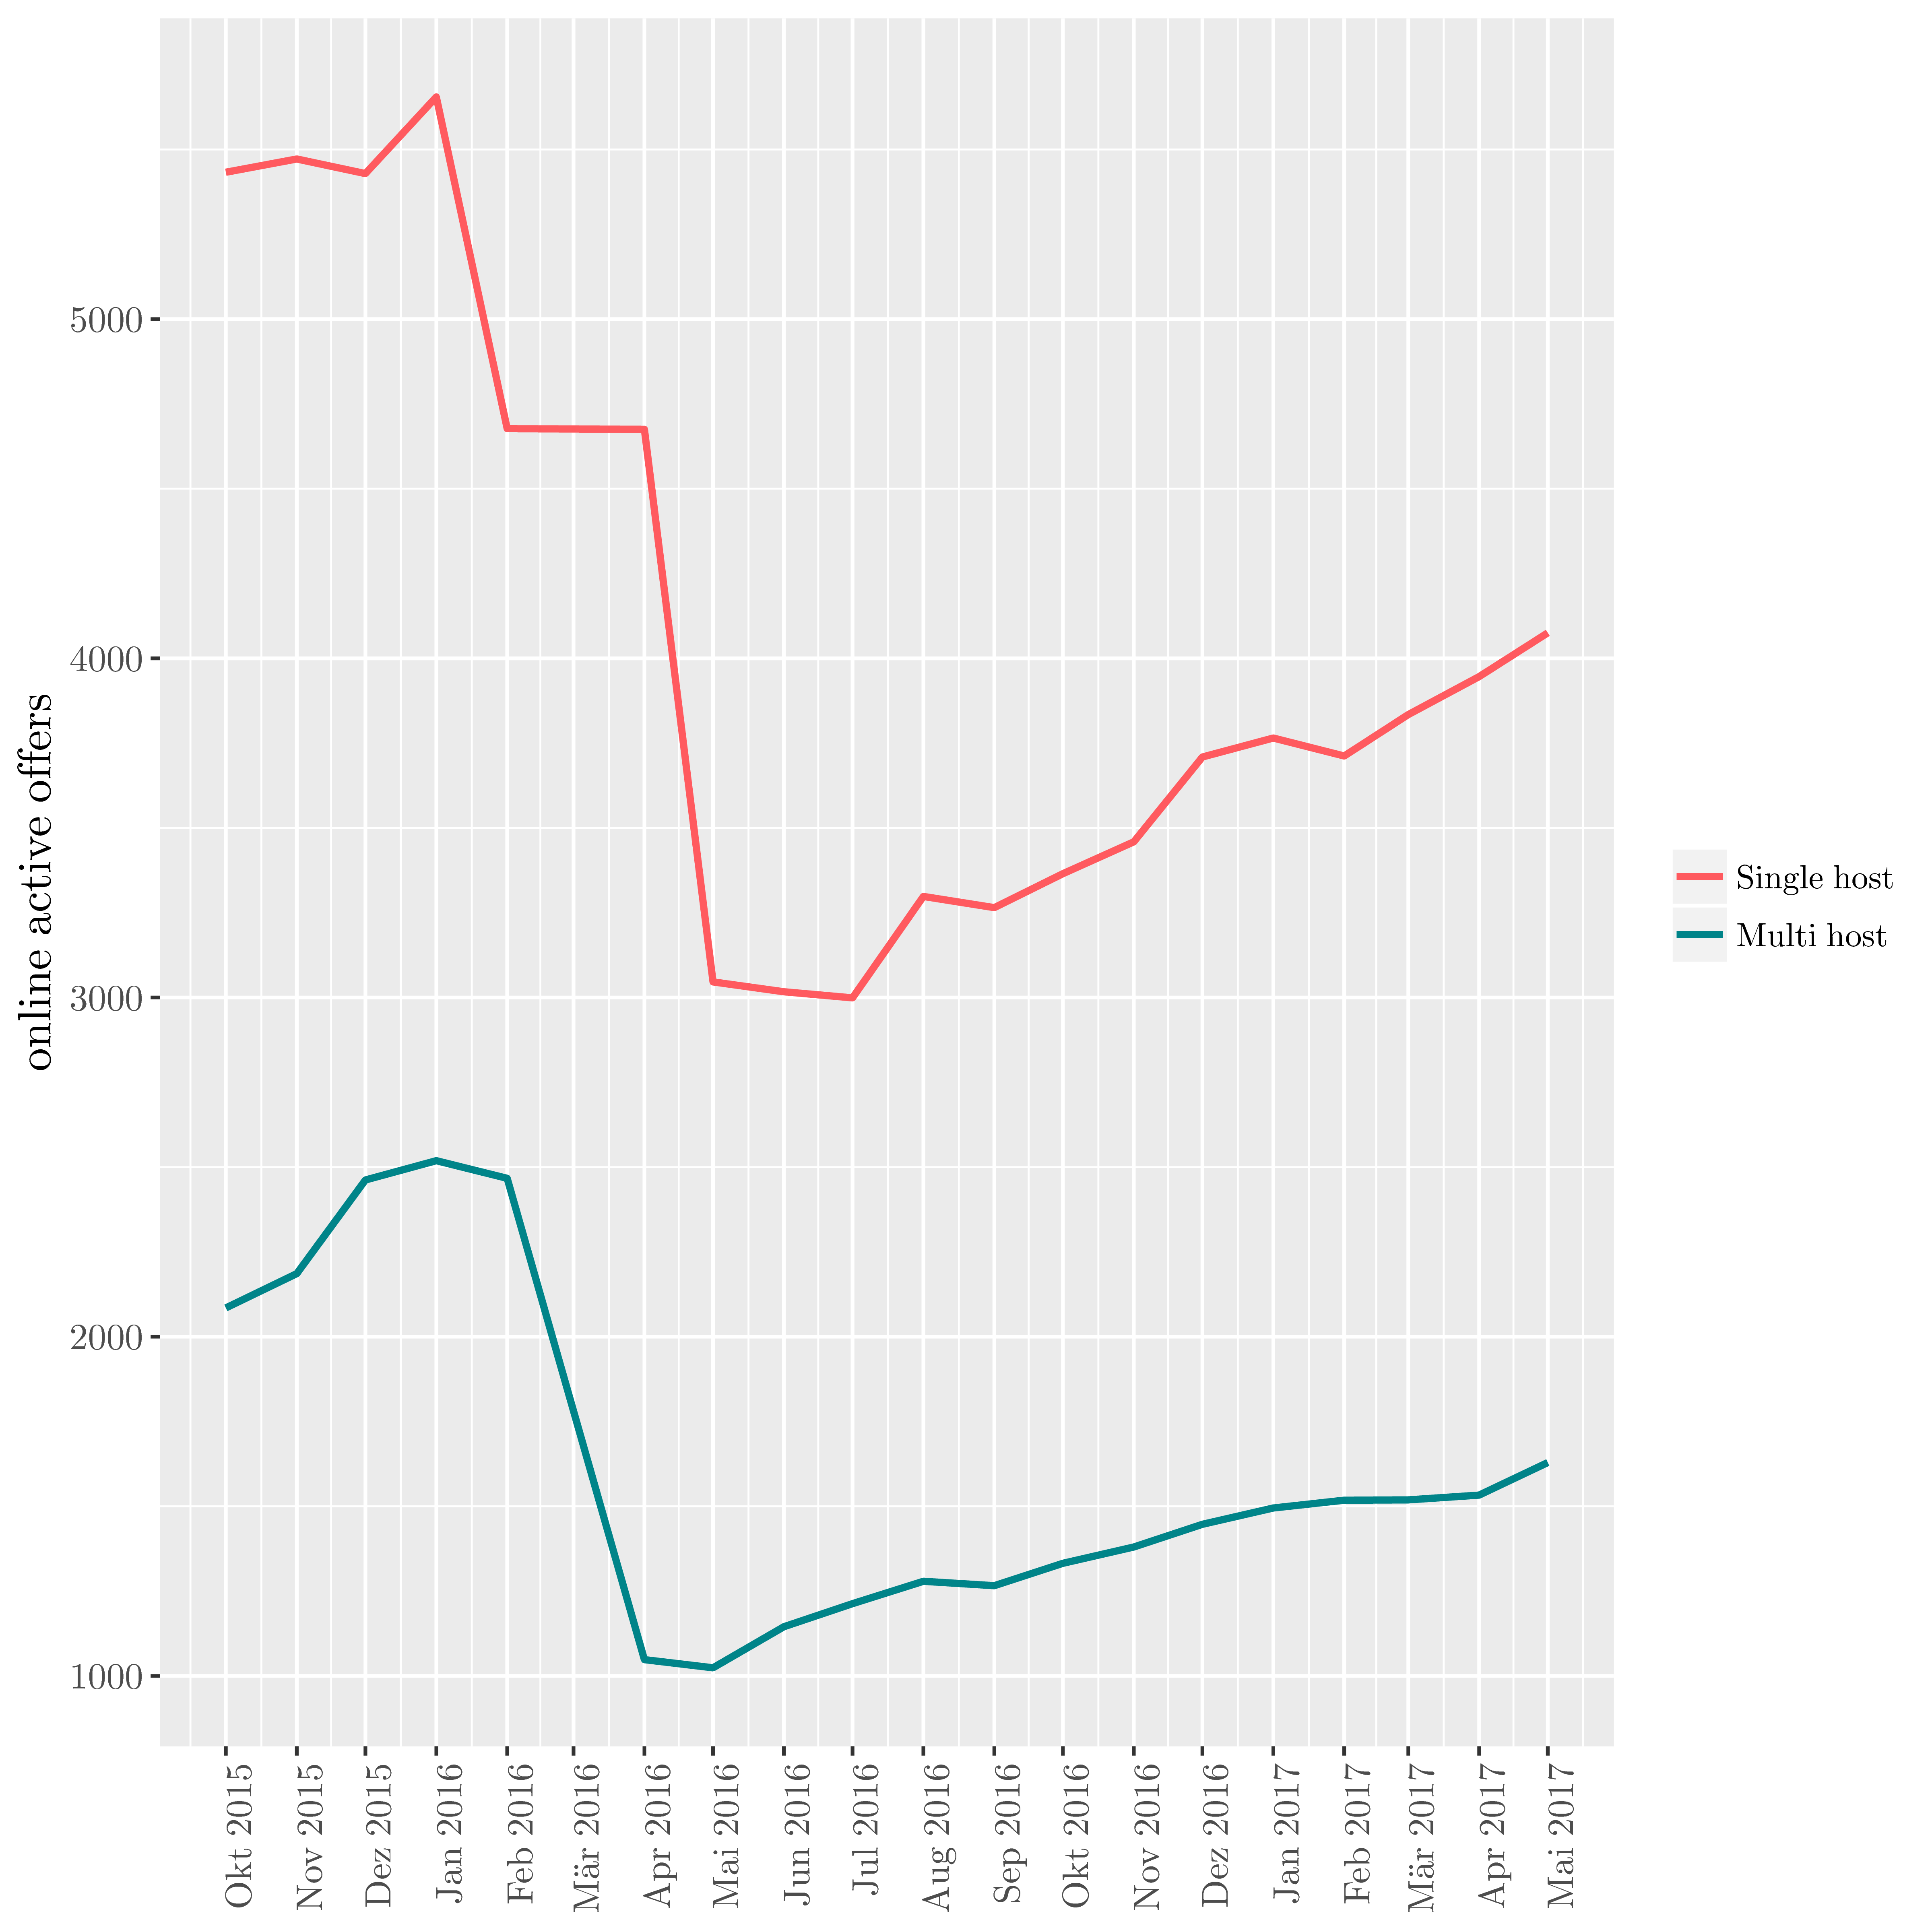 online active offers
5000
4000
3000
2000
1000
Okt 2015
Nov 2015
Dez 2015
Jan 2016
Feb 2016
Mär 2016
Apr 2016
Mai 2016
Jun 2016
Jul 2016
Aug 2016
Sep 2016
Okt 2016
Nov 2016
Dez 2016
Jan 2017
Feb 2017
Mär 2017
Apr 2017
Mai 2017
Single host
Multi host